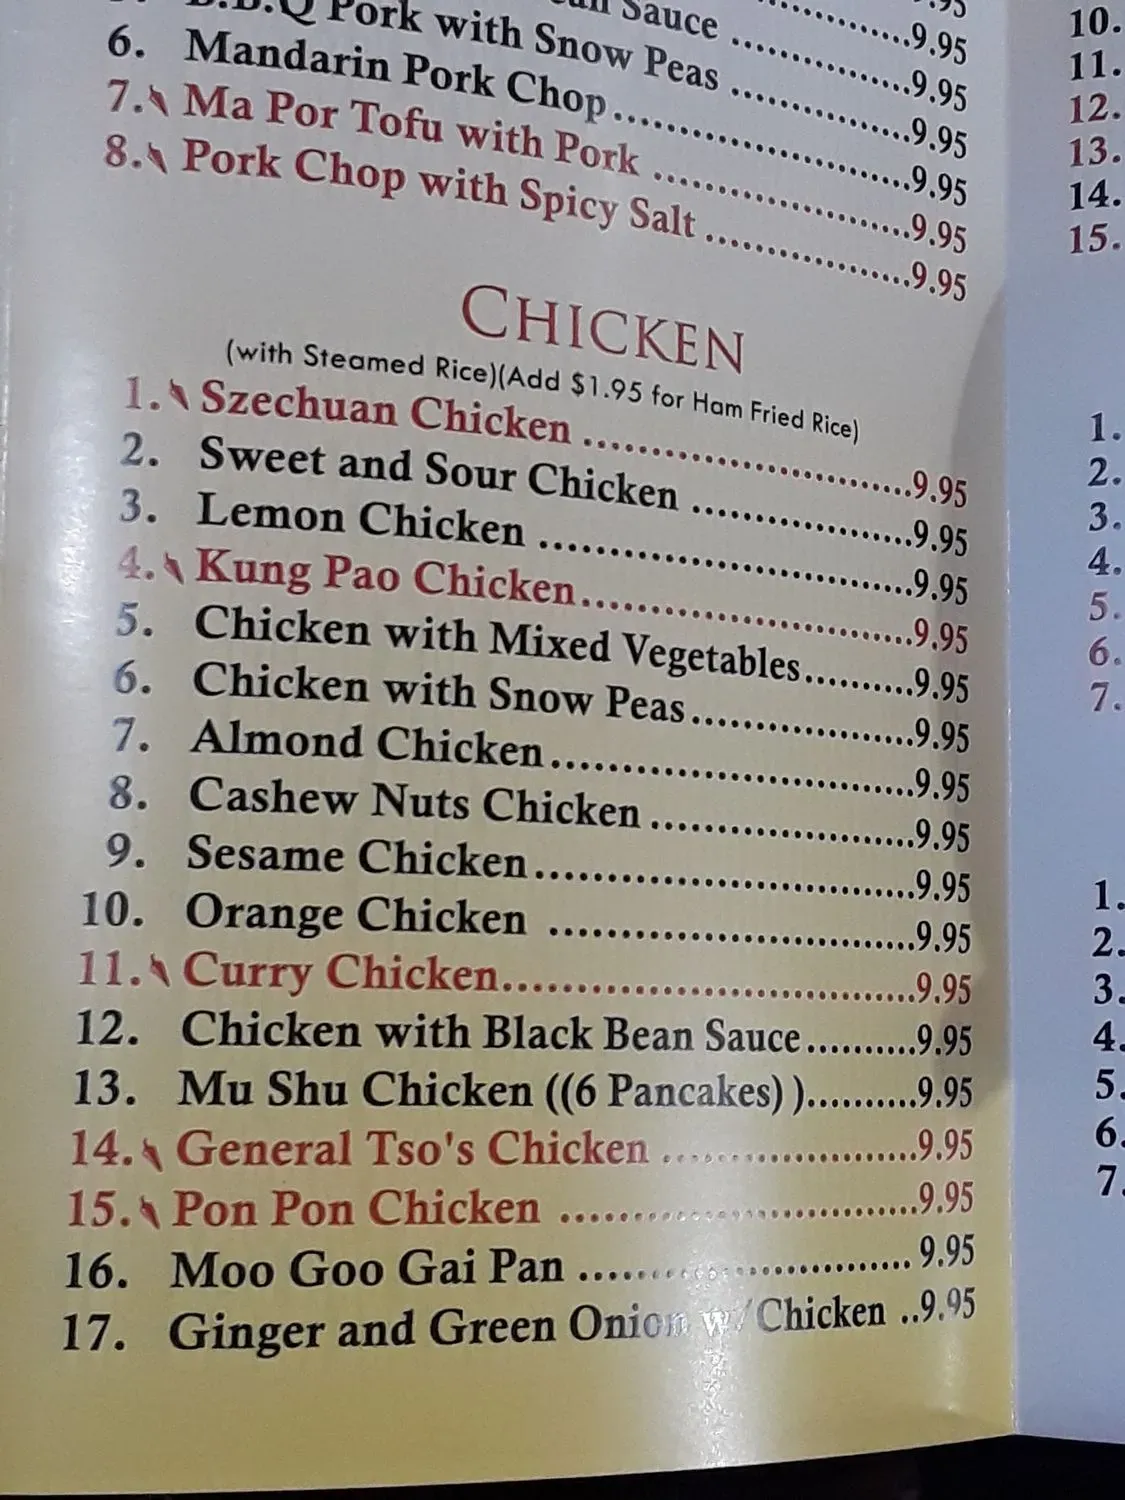 .95
Sauce ...9.95
B.B.Q Pork with Snow Peas ...9.95
6. Mandarin Pork Chop...9.95
7. Ma Por Tofu with Pork ...9.95
8. Pork Chop with Spicy Salt ...9.95
9.95
CHICKEN
(with Steamed Rice)(Add $1.95 for Ham Fried Rice)
1. Szechuan Chicken ...9.95
2. Sweet and Sour Chicken ...9.95
3. Lemon Chicken ...9.95
4. Kung Pao Chicken...9.95
5. Chicken with Mixed Vegetables...9.95
6. Chicken with Snow Peas...9.95
7. Almond Chicken...9.95
8. Cashew Nuts Chicken ...9.95
9. Sesame Chicken...9.95
10. Orange Chicken ...9.95
11. Curry Chicken...9.95
12. Chicken with Black Bean Sauce...9.95
13. Mu Shu Chicken ((6 Pancakes) )...9.95
14. General Tso's Chicken ...9.95
15. Pon Pon Chicken ...9.95
16. Moo Goo Gai Pan ... 9.95
17. Ginger and Green Onion w/Chicken ..9.95
10.
11.
12.
13.
14.
15.
1.
2.
3.
4.
5.
6.
7.
1.
2.
3.
4.
5.
6.
7.